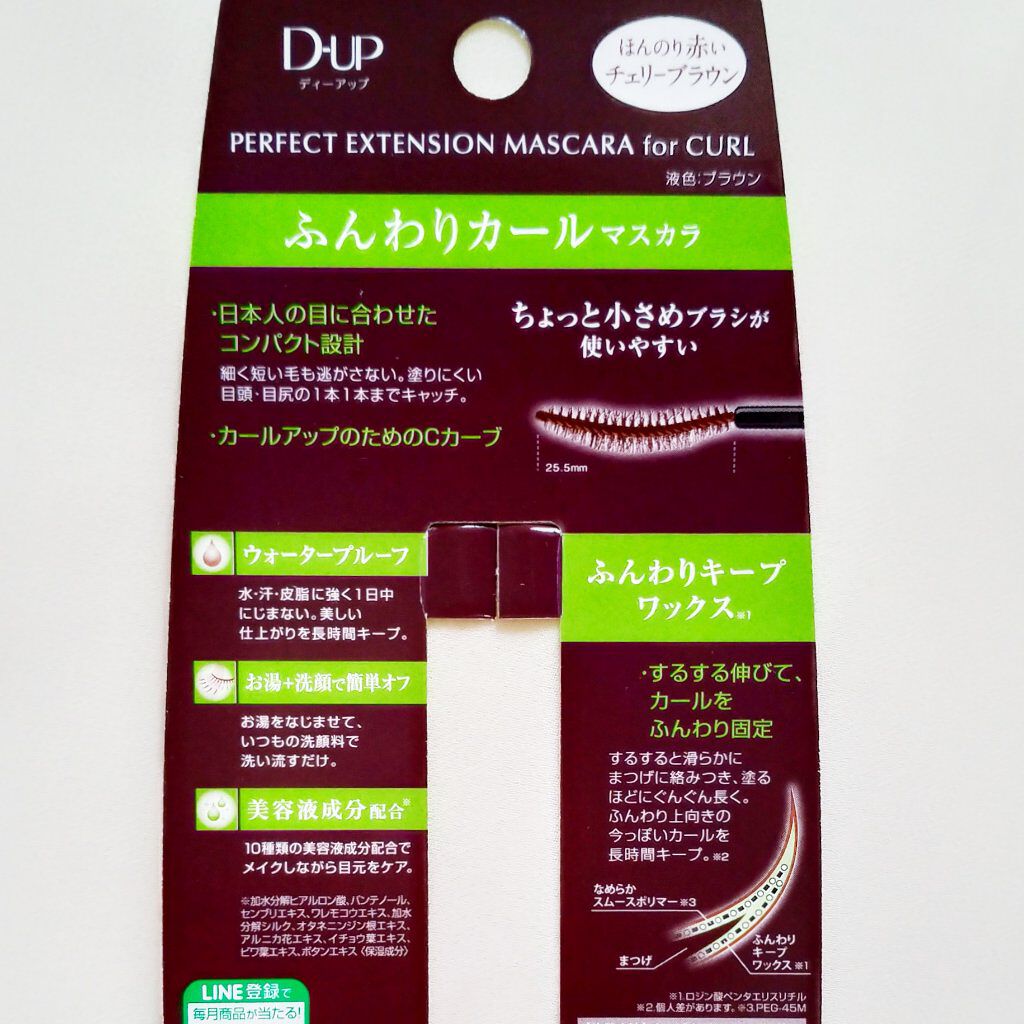 D-UP
ディーアップ
ほんのり赤い
チェリーブラウン
PERFECT EXTENSION MASCARA for CURL
液色:ブラウン
ふんわりカールマスカラ
・日本人の目に合わせた
コンパクト設計
細く短い毛も逃がさない。塗りにくい
目頭・目尻の1本1本までキャッチ。
・カールアップのためのCカーブ
ちょっと小さめブラシが
使いやすい
25.5mm
ウォータープルーフ
水・汗・皮脂に強く1日中
にじまない。美しい
仕上がりを長時間キープ。
お湯+洗顔で簡単オフ
お湯をなじませて、
いつもの洗顔料で
洗い流すだけ。
美容液成分配合※
10種類の美容液成分配合で
メイクしながら目元をケア。
※加水分解ヒアルロン酸、パンテノール、
センブリエキス、ワレモコウエキス、加水
分解シルク、オタネニンジン根エキス、
アルニカ花エキス、イチョウ葉エキス、
ビワ葉エキス、ボタンエキス〈保湿成分〉
LINE登録で
毎月商品が当たる!
ふんわりキープ
ワックス※1
・するする伸びて、
カールを
ふんわり固定
するすると滑らかに
まつげに絡みつき、塗る
ほどにぐんぐん長く。
ふんわり上向きの
今っぽいカールを
長時間キープ。※2
なめらか
スムースポリマー※3
まつげ
ふんわり
キープ
ワックス※1
※1.ロジン酸ペンタエリスリチル
※2.個人差があります。※3.PEG-45M